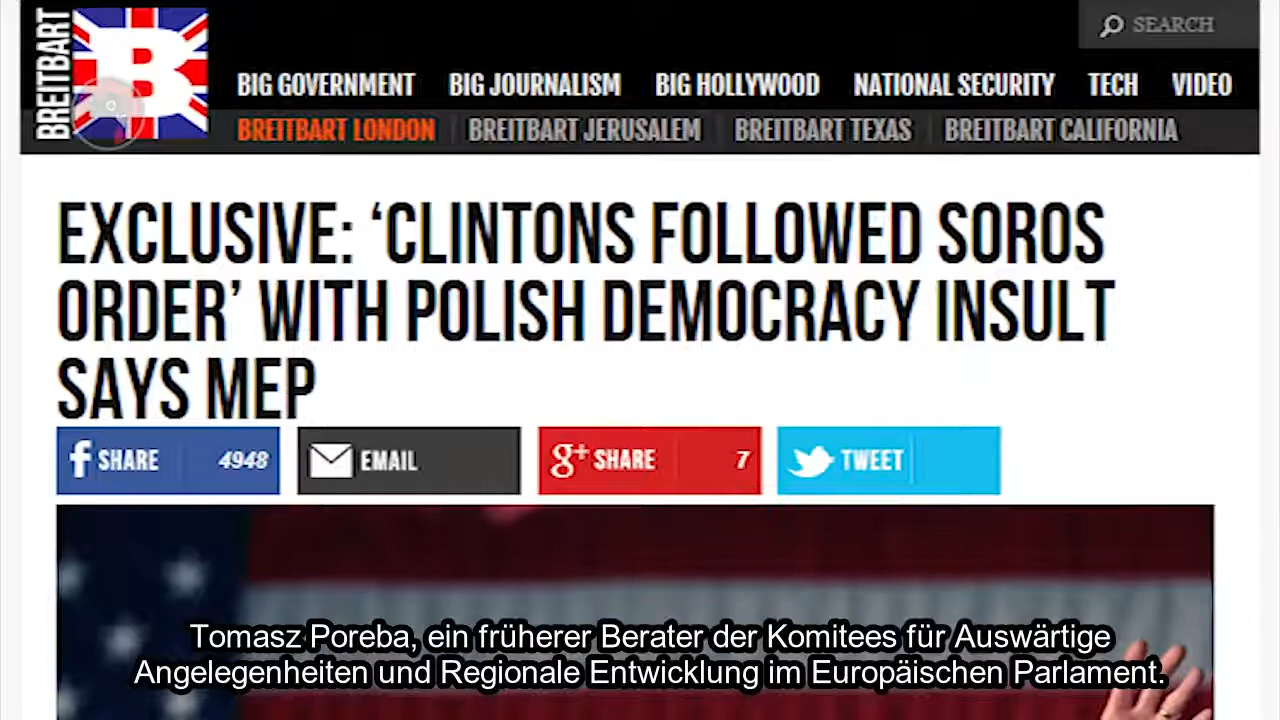 BREITBART
B
SEARCH
BIG GOVERNMENT BIG JOURNALISM BIG HOLLYWOOD NATIONAL SECURITY TECH VIDEO
BREITBART LONDON BREITBART JERUSALEM BREITBART TEXAS BREITBART CALIFORNIA
EXCLUSIVE: ‘CLINTONS FOLLOWED SOROS
ORDER’ WITH POLISH DEMOCRACY INSULT
SAYS MEP
f SHARE 4948 EMAIL g+ SHARE 7 TWEET
Tomasz Poreba, ein früherer Berater der Komitees für Auswärtige
Angelegenheiten und Regionale Entwicklung im Europäischen Parlament.